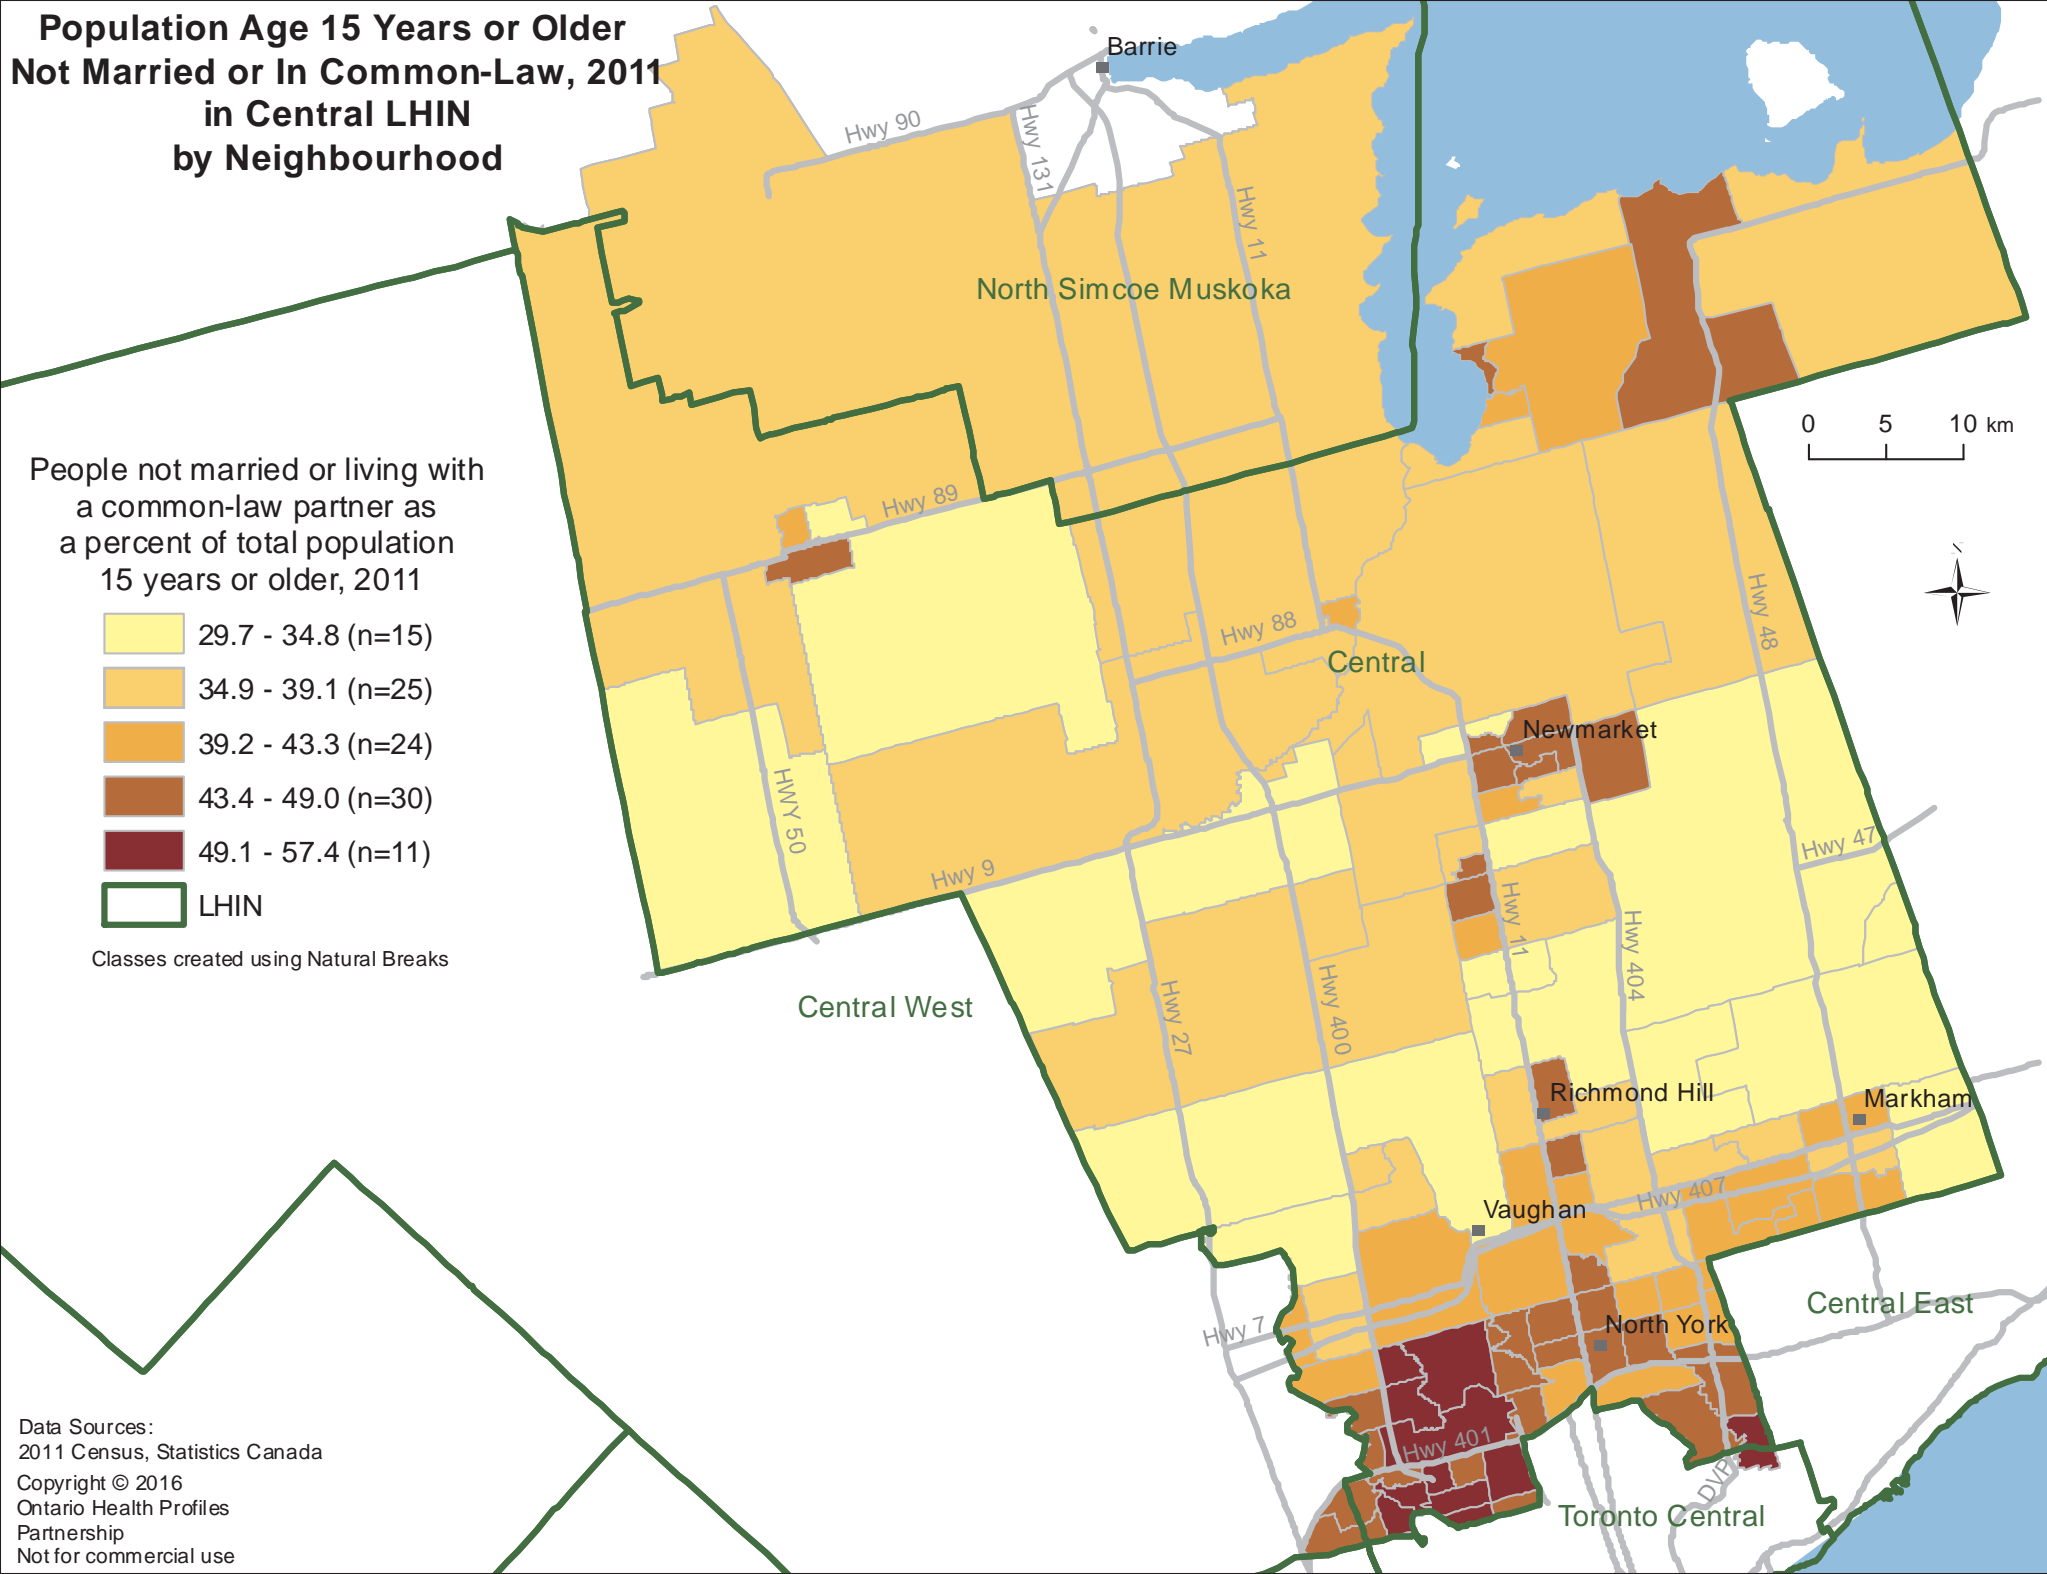 Population Age 15 Years or Older
Not Married or In Common-Law, 2011
in Central LHIN
by Neighbourhood
Barrie
Hwy 90
Hwy 131
Hwy 11
North Simcoe Muskoka
0 5 10 km
N
People not married or living with
a common-law partner as
a percent of total population
15 years or older, 2011
29.7 - 34.8 (n=15)
34.9 - 39.1 (n=25)
39.2 - 43.3 (n=24)
43.4 - 49.0 (n=30)
49.1 - 57.4 (n=11)
LHIN
Classes created using Natural Breaks
Hwy 89
Hwy 88
Hwy 48
Central
Newmarket
HWY 50
Hwy 9
Hwy 47
Hwy 11
Hwy 404
Central West
Hwy 27
Hwy 400
Richmond Hill
Markham
Hwy 407
Vaughan
Central East
Hwy 7
North York
Hwy 401
DVP
Toronto Central
Data Sources:
2011 Census, Statistics Canada
Copyright © 2016
Ontario Health Profiles
Partnership
Not for commercial use